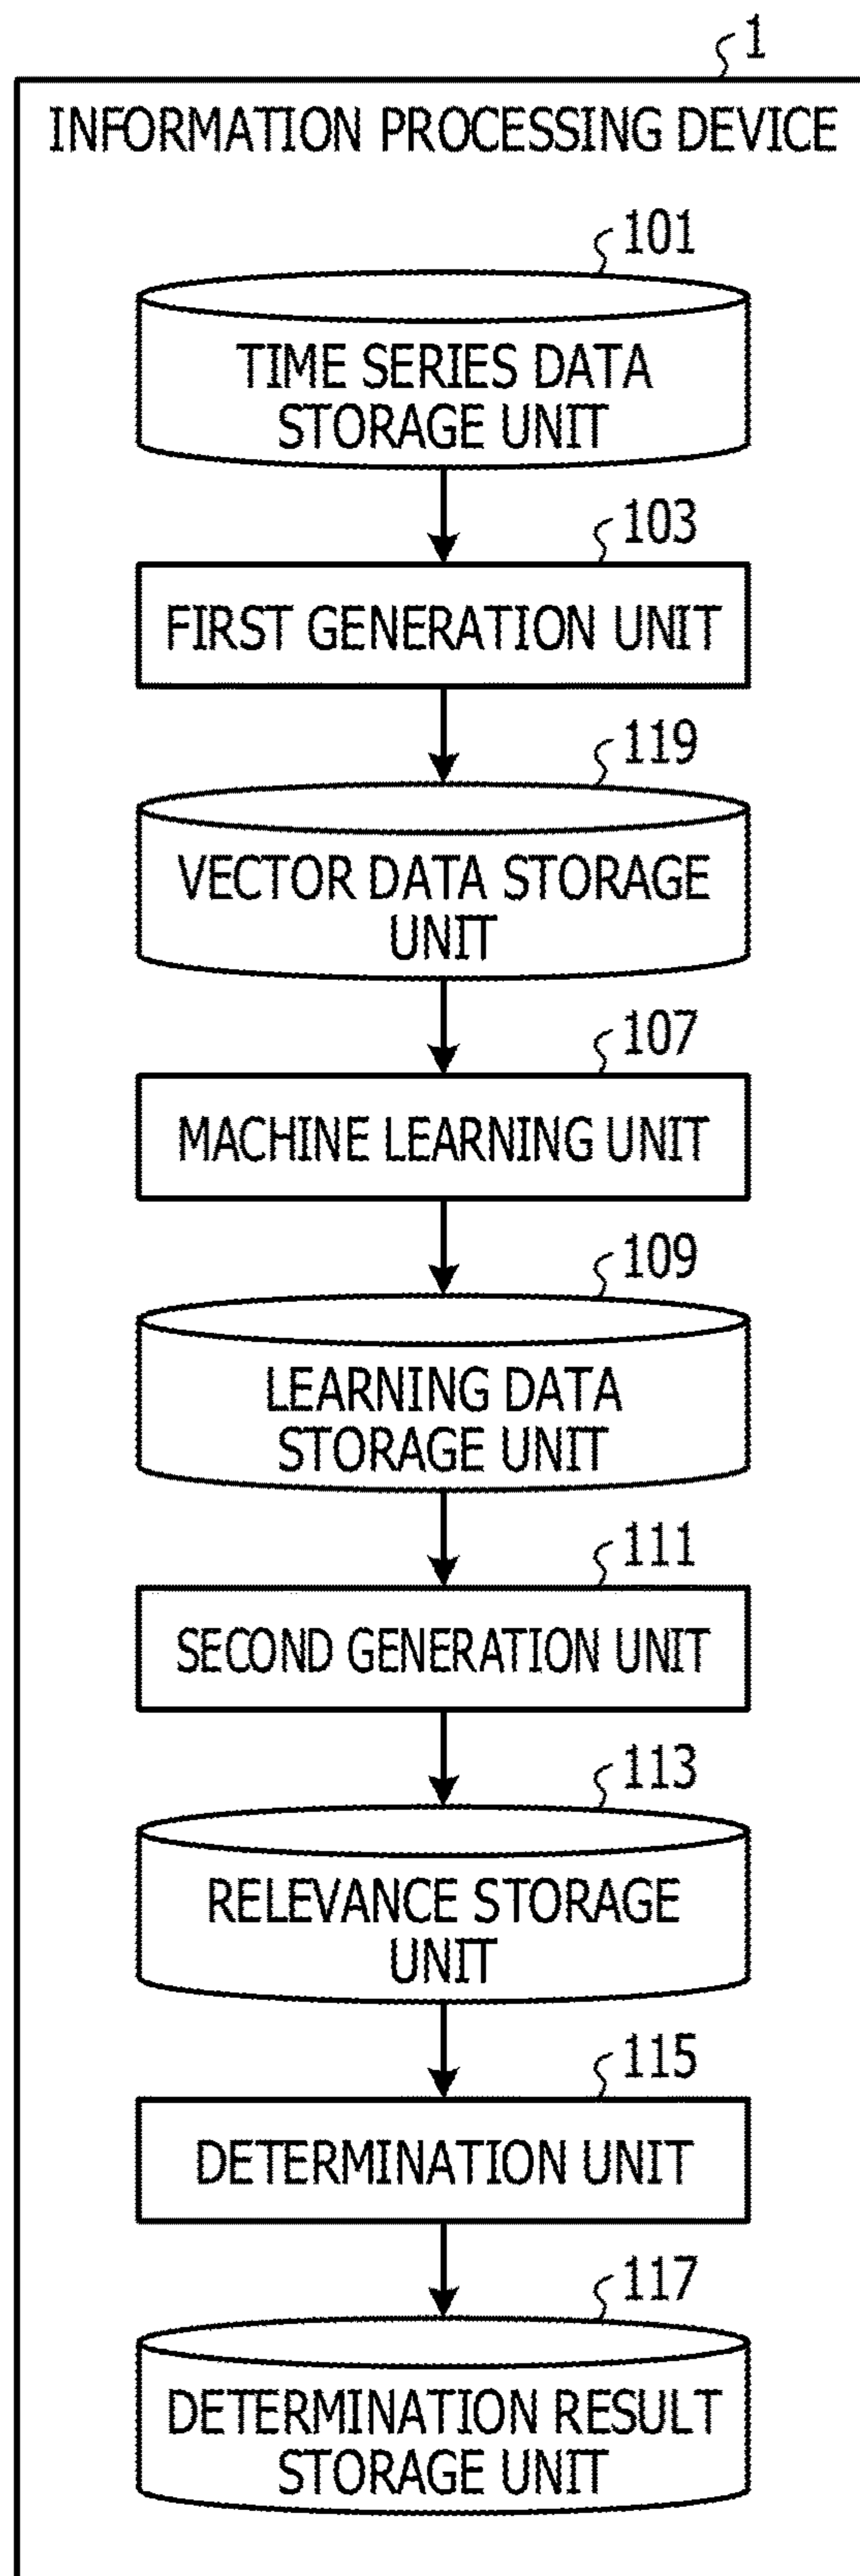 1
INFORMATION PROCESSING DEVICE
101
TIME SERIES DATA
STORAGE UNIT
103
FIRST GENERATION UNIT
119
VECTOR DATA STORAGE
UNIT
107
MACHINE LEARNING UNIT
109
LEARNING DATA
STORAGE UNIT
111
SECOND GENERATION UNIT
113
RELEVANCE STORAGE
UNIT
115
DETERMINATION UNIT
117
DETERMINATION RESULT
STORAGE UNIT